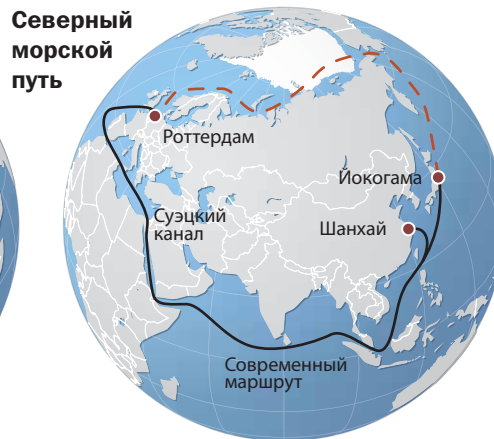 Северный
морской
путь
Роттердам
Йокогама
Суэцкий
канал
Шанхай
Современный
маршрут